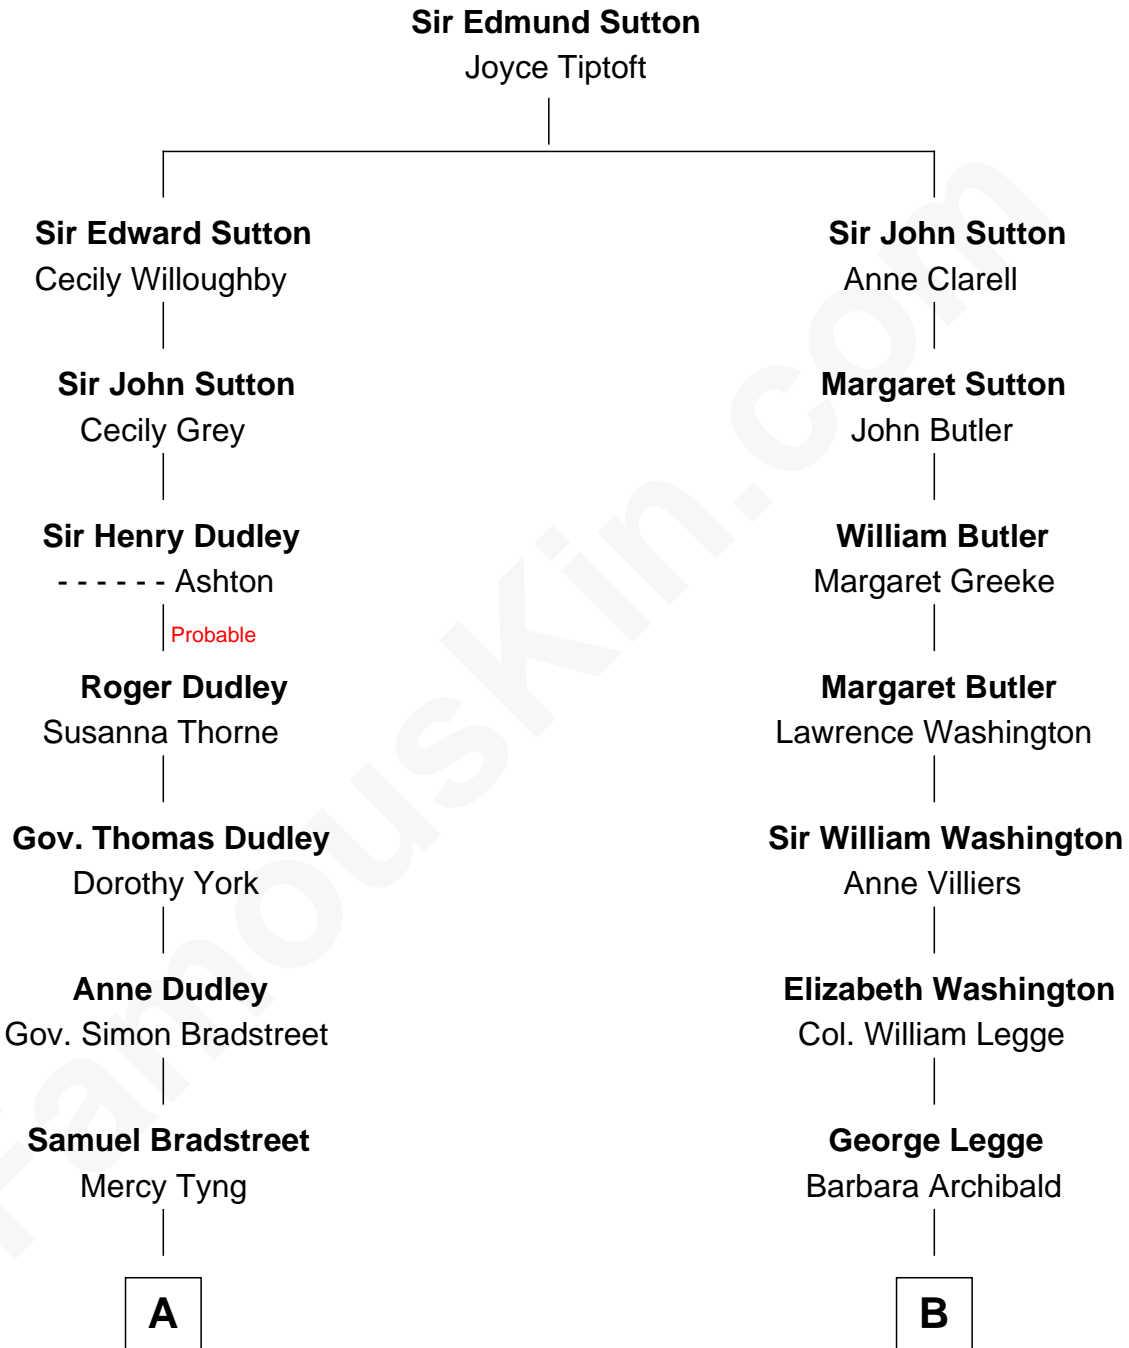 Sir Edmund Sutton
Joyce Tiptoft
Sir Edward Sutton
Cecily Willoughby
Sir John Sutton
Anne Clarell
Sir John Sutton
Cecily Grey
Margaret Sutton
John Butler
Sir Henry Dudley
- - - - - - Ashton
Probable
William Butler
Margaret Greeke
Roger Dudley
Susanna Thorne
Margaret Butler
Lawrence Washington
Gov. Thomas Dudley
Dorothy York
Sir William Washington
Anne Villiers
Anne Dudley
Gov. Simon Bradstreet
Elizabeth Washington
Col. William Legge
Samuel Bradstreet
Mercy Tyng
George Legge
Barbara Archibald
A
B
FamousKin.com